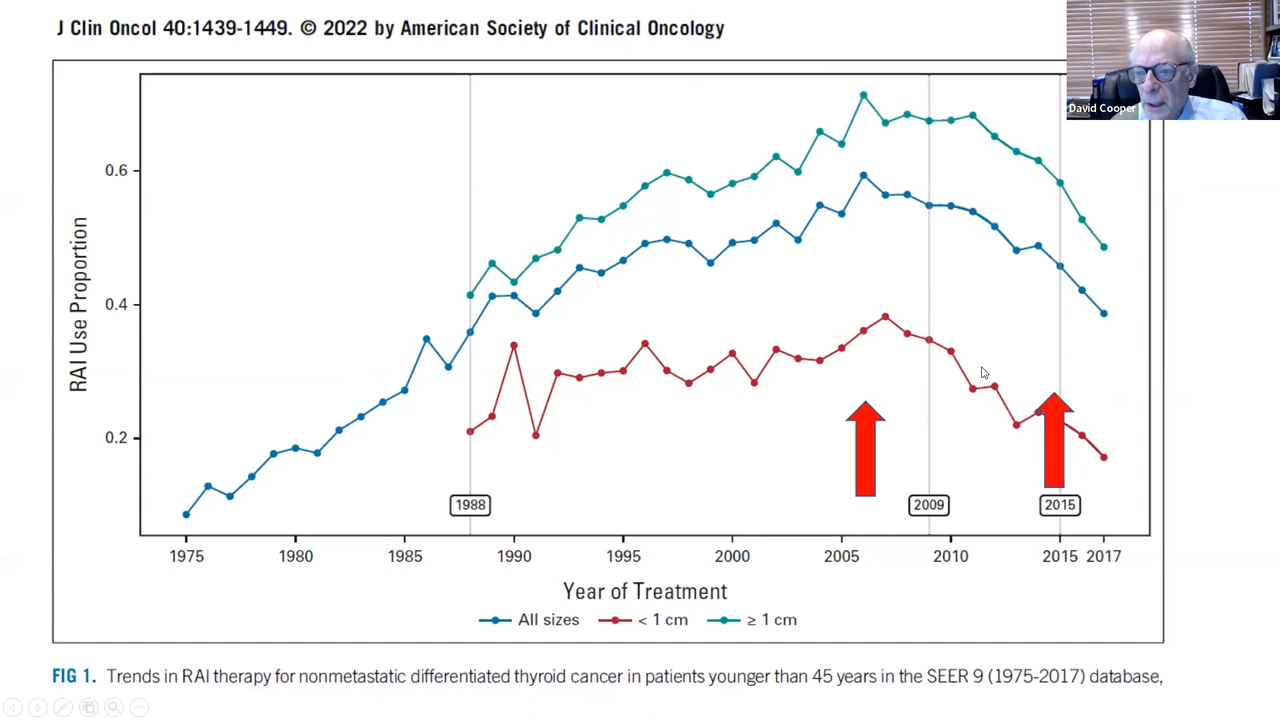 J Clin Oncol 40:1439-1449. © 2022 by American Society of Clinical Oncology
David Cooper
0.6
0.4
0.2
RAI Use Proportion
1988
2009
2015
1975 1980 1985 1990 1995 2000 2005 2010 2015 2017
Year of Treatment
All sizes < 1 cm ≥ 1 cm
FIG 1. Trends in RAI therapy for nonmetastatic differentiated thyroid cancer in patients younger than 45 years in the SEER 9 (1975-2017) database,